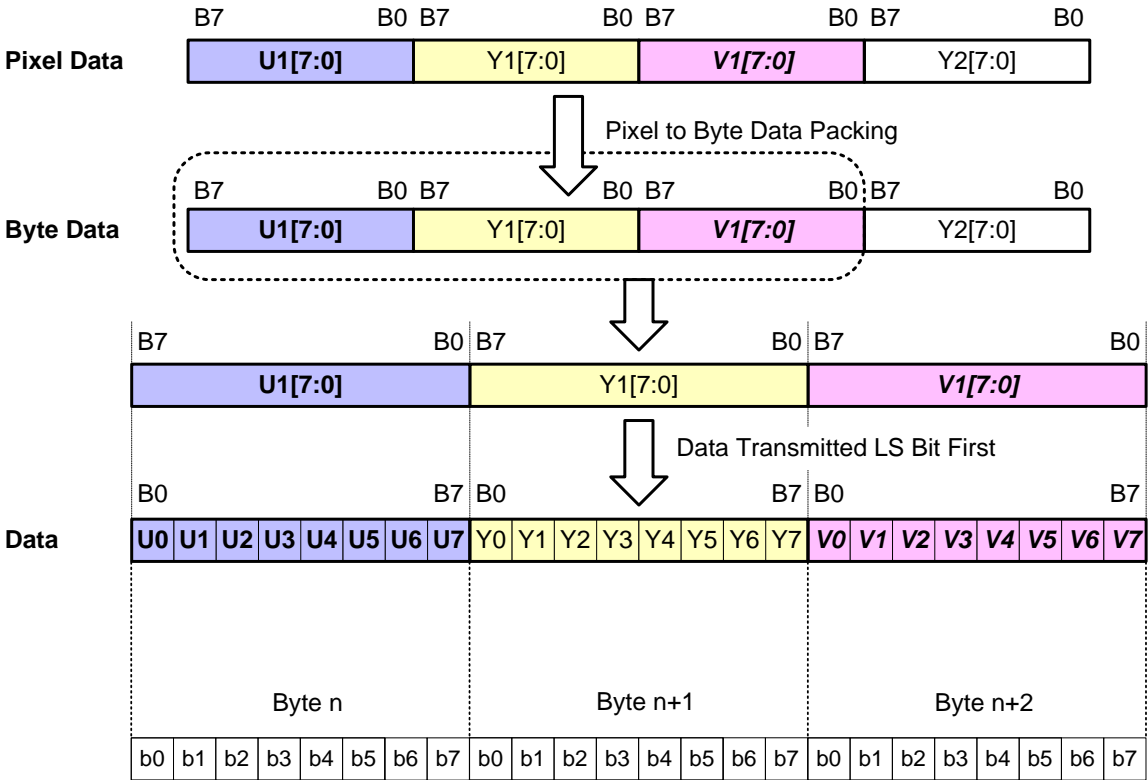 B7 B0 B7 B0 B7 B0 B7 B0
Pixel Data U1[7:0] Y1[7:0] V1[7:0] Y2[7:0]
Pixel to Byte Data Packing
B7 B0 B7 B0 B7 B0 B7 B0
Byte Data U1[7:0] Y1[7:0] V1[7:0] Y2[7:0]
B7 B0 B7 B0 B7 B0
U1[7:0] Y1[7:0] V1[7:0]
Data Transmitted LS Bit First
B0 B7 B0 B7 B0 B7
Data U0 U1 U2 U3 U4 U5 U6 U7 Y0 Y1 Y2 Y3 Y4 Y5 Y6 Y7 V0 V1 V2 V3 V4 V5 V6 V7
Byte n Byte n+1 Byte n+2
b0 b1 b2 b3 b4 b5 b6 b7 b0 b1 b2 b3 b4 b5 b6 b7 b0 b1 b2 b3 b4 b5 b6 b7